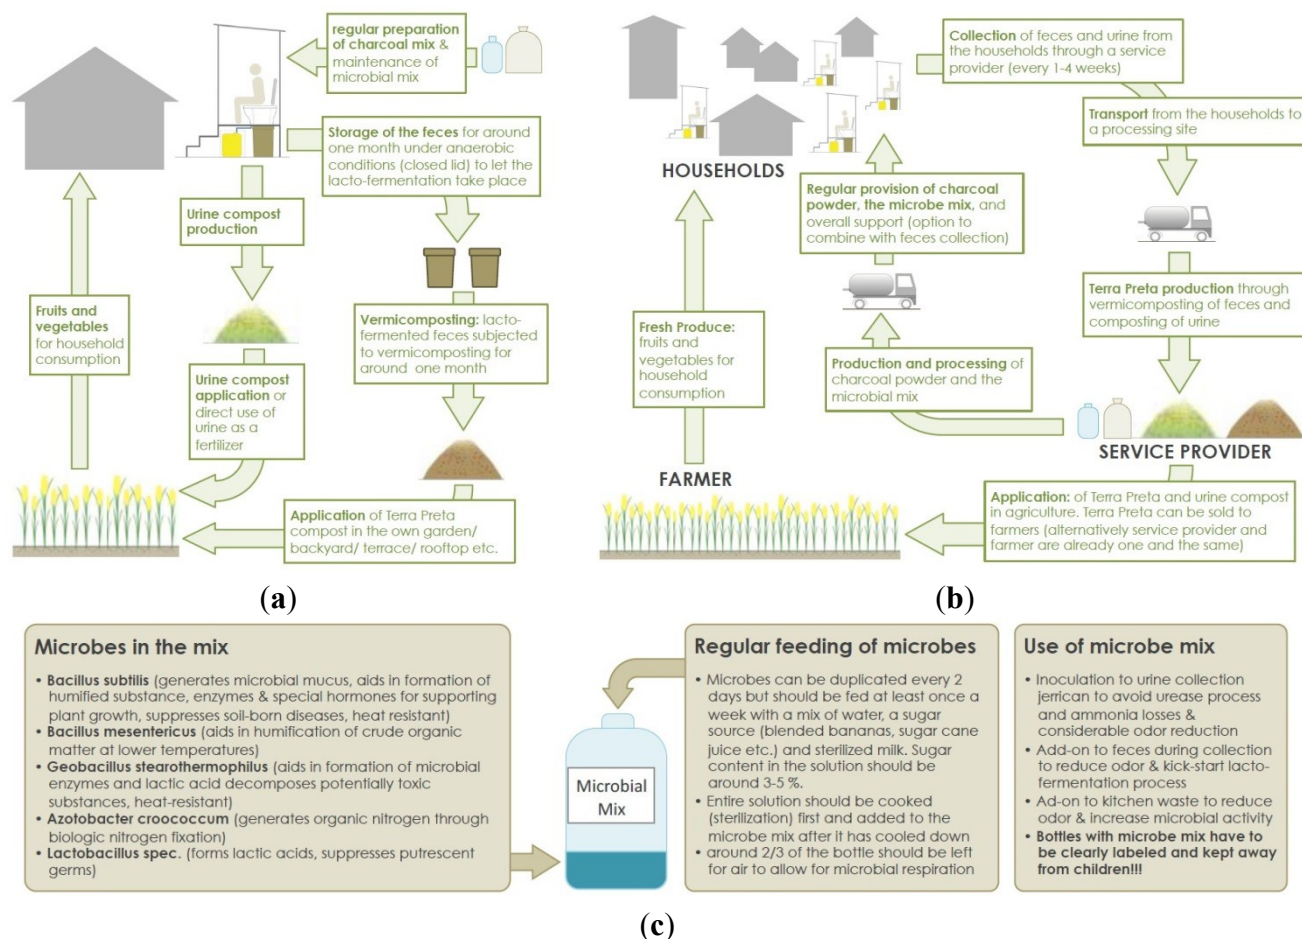 regular preparation
of charcoal mix &
maintenance of
microbial mix
Storage of the feces for around
one month under anaerobic
conditions (closed lid) to let the
lacto-fermentation take place
Urine compost
production
Fruits and
vegetables
for household
consumption
Vermicomposting: lacto-
fermented feces subjected
to vermicomposting for
around one month
Urine compost
application or
direct use of
urine as a
fertilizer
Application of Terra Preta
compost in the own garden/
backyard/ terrace/ rooftop etc.
(a)
Collection of feces and urine from
the households through a service
provider (every 1-4 weeks)
Transport from the households to
a processing site
HOUSEHOLDS
Regular provision of charcoal
powder, the microbe mix, and
overall support (option to
combine with feces collection)
Terra Preta production through
vermicomposting of feces and
composting of urine
Fresh Produce:
fruits and
vegetables for
household
consumption
Production and processing of
charcoal powder and the
microbial mix
SERVICE PROVIDER
FARMER
Application: of Terra Preta and urine compost
in agriculture. Terra Preta can be sold to
farmers (alternatively service provider and
farmer are already one and the same)
(b)
Microbes in the mix
• Bacillus subtilis (generates microbial mucus, aids in formation of
humified substance, enzymes & special hormones for supporting
plant growth, suppresses soil-born diseases, heat resistant)
• Bacillus mesentericus (aids in humification of crude organic
matter at lower temperatures)
• Geobacillus stearothermophilus (aids in formation of microbial
enzymes and lactic acid decomposes potentially toxic
substances, heat-resistant)
• Azotobacter croococcum (generates organic nitrogen through
biologic nitrogen fixation)
• Lactobacillus spec. (forms lactic acids, suppresses putrescent
germs)
Microbial
Mix
Regular feeding of microbes
• Microbes can be duplicated every 2
days but should be fed at least once a
week with a mix of water, a sugar
source (blended bananas, sugar cane
juice etc.) and sterilized milk. Sugar
content in the solution should be
around 3-5 %.
• Entire solution should be cooked
(sterilization) first and added to the
microbe mix after it has cooled down
• around 2/3 of the bottle should be left
for air to allow for microbial respiration
Use of microbe mix
• Inoculation to urine collection
jerrican to avoid urease process
and ammonia losses &
considerable odor reduction
• Add-on to feces during collection
to reduce odor & kick-start lacto-
fermentation process
• Ad-on to kitchen waste to reduce
odor & increase microbial activity
• Bottles with microbe mix have to
be clearly labeled and kept away
from children!!!
(c)